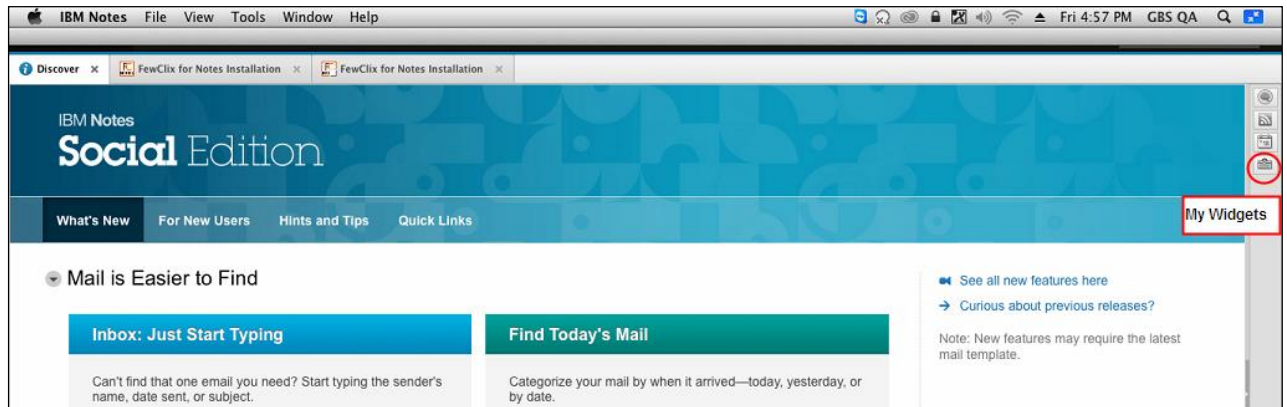 IBM Notes File View Tools Window Help Fri 4:57 PM GBS QA
Discover × FewClix for Notes Installation × FewClix for Notes Installation ×
IBM Notes
Social Edition
What's New For New Users Hints and Tips Quick Links
My Widgets
Mail is Easier to Find
See all new features here
Curious about previous releases?
Note: New features may require the latest
mail template.
Inbox: Just Start Typing
Can't find that one email you need? Start typing the sender's
name, date sent, or subject.
Find Today's Mail
Categorize your mail by when it arrived—today, yesterday, or
by date.